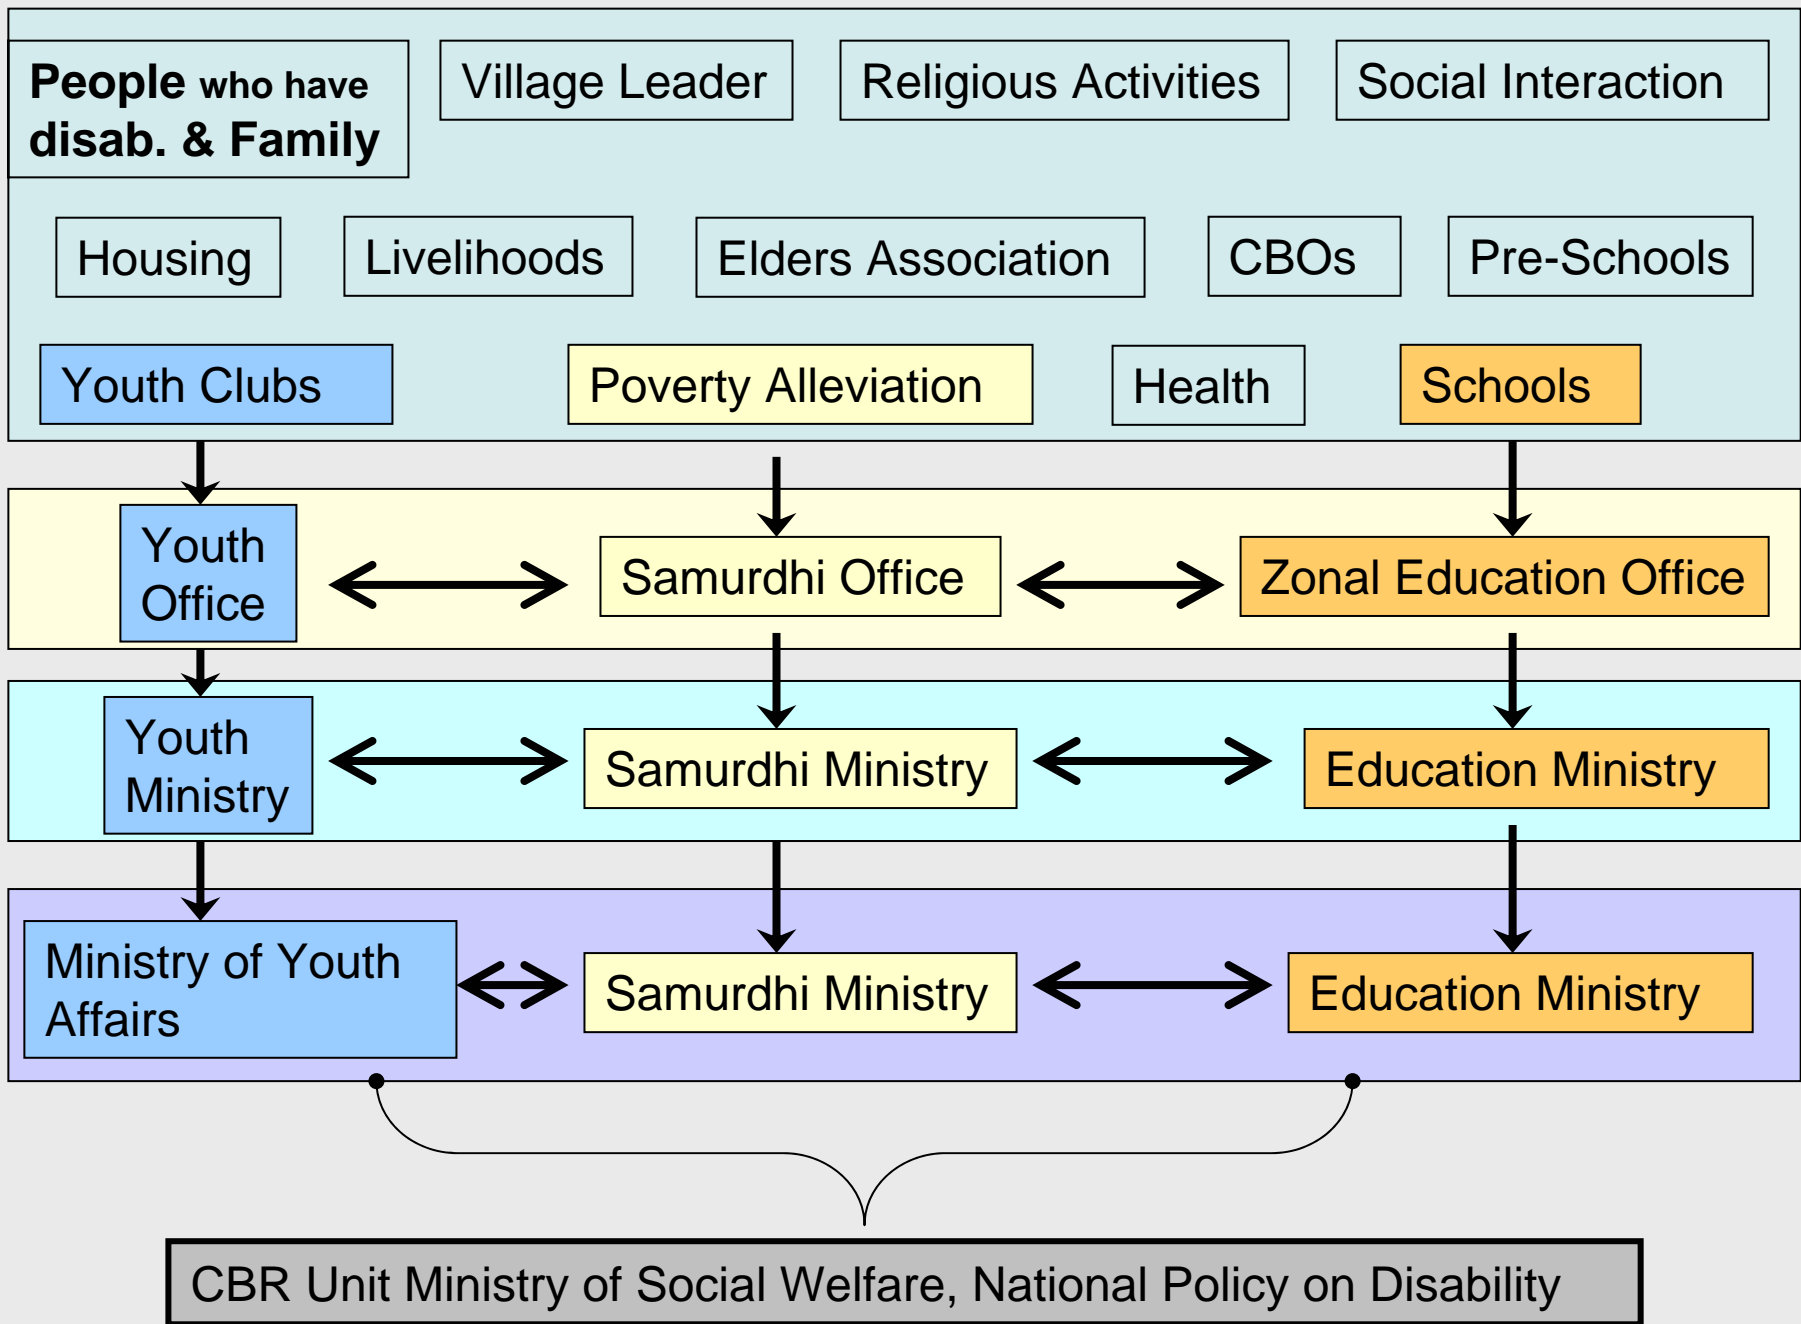 People who have
disab. & Family
Village Leader
Religious Activities
Social Interaction
Housing
Livelihoods
Elders Association
CBOs
Pre-Schools
Youth Clubs
Poverty Alleviation
Health
Schools
Youth
Office
Samurdhi Office
Zonal Education Office
Youth
Ministry
Samurdhi Ministry
Education Ministry
Ministry of Youth
Affairs
Samurdhi Ministry
Education Ministry
CBR Unit Ministry of Social Welfare, National Policy on Disability